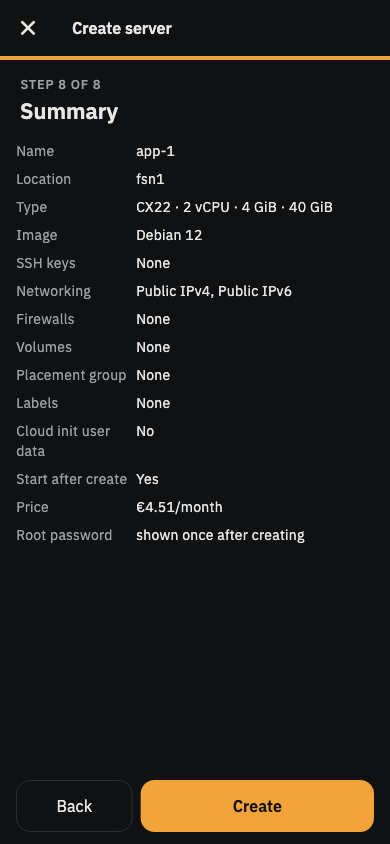 Create server
STEP 8 OF 8
Summary
Name app-1
Location fsn1
Type CX22 · 2 vCPU · 4 GiB · 40 GiB
Image Debian 12
SSH keys None
Networking Public IPv4, Public IPv6
Firewalls None
Volumes None
Placement group None
Labels None
Cloud init user No
data
Start after create Yes
Price €4.51/month
Root password shown once after creating
Back Create